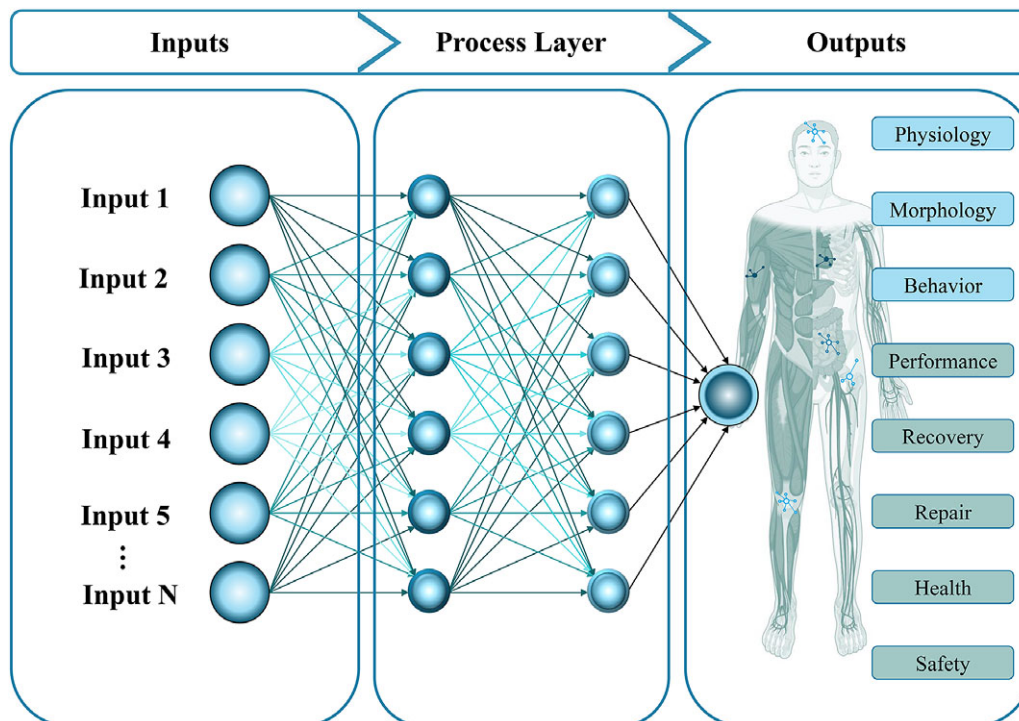 Inputs
Process Layer
Outputs
Input 1
Input 2
Input 3
Input 4
Input 5
⋮
Input N
Physiology
Morphology
Behavior
Performance
Recovery
Repair
Health
Safety